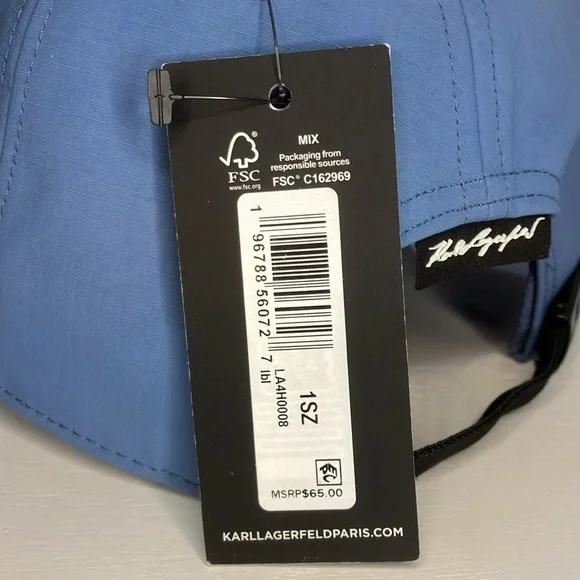 MIX
Packaging from
responsible sources
FSC® C162969
FSC
www.fsc.org
1 96788 56072 7 lbl
LA4H0008
1SZ
MSRP$65.00
KARLLAGERFELDPARIS.COM
Karl Lagerfeld